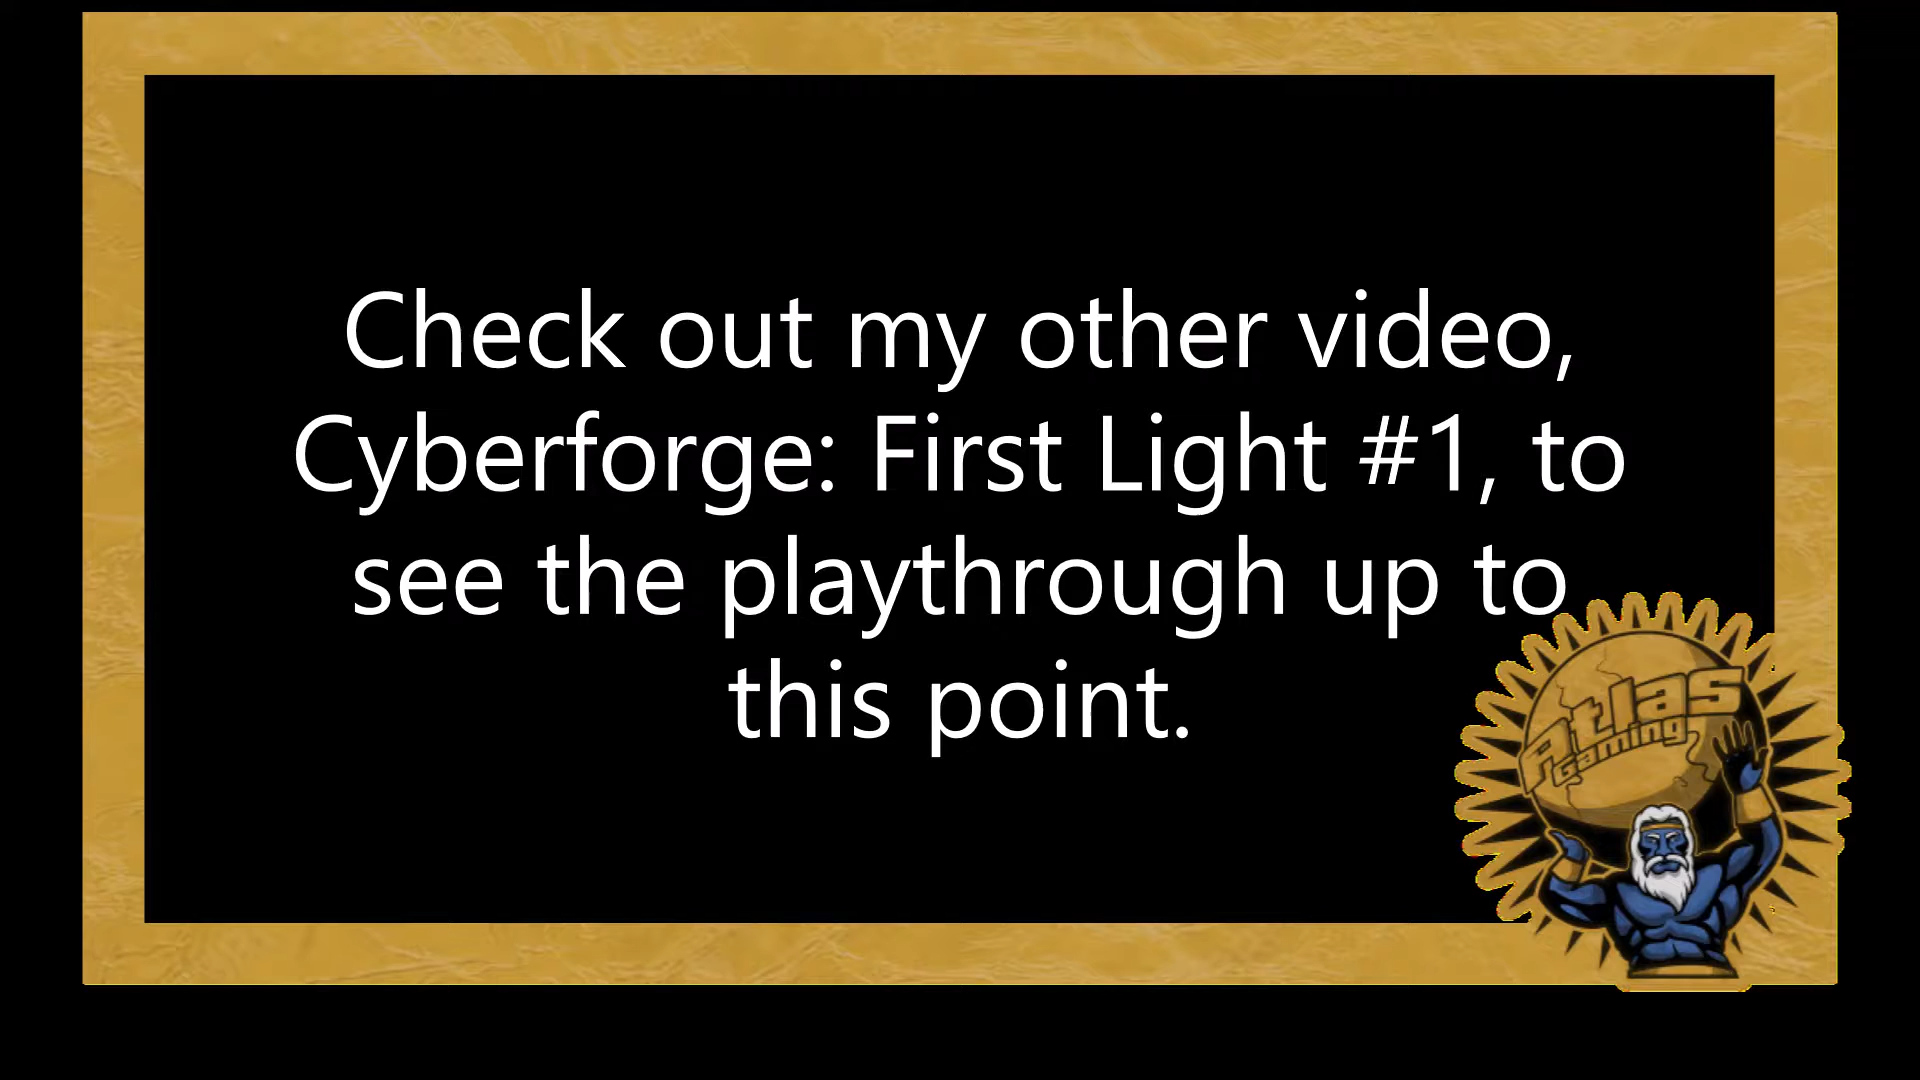 Check out my other video,
Cyberforge: First Light #1, to
see the playthrough up to
this point.
Atlas
Gaming